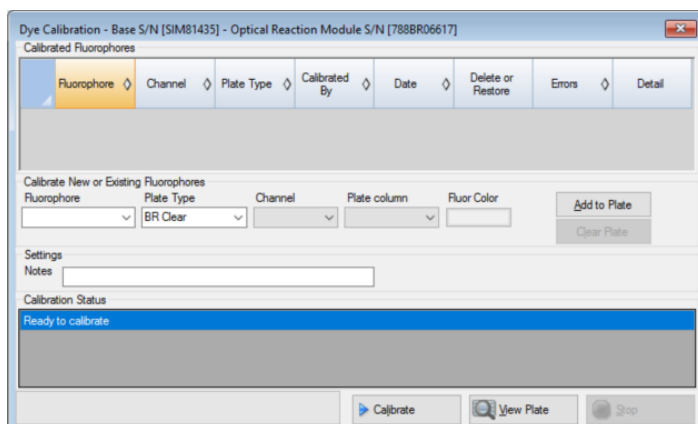 Dye Calibration - Base S/N [SIM81435] - Optical Reaction Module S/N [788BR06617]
Calibrated Fluorophores
Fluorophore Channel Plate Type Calibrated By Date Delete or Restore Errors Detail
Calibrate New or Existing Fluorophores
Fluorophore Plate Type Channel Plate column Fluor Color
BR Clear Add to Plate
Clear Plate
Settings
Notes
Calibration Status
Ready to calibrate
Calibrate View Plate Stop